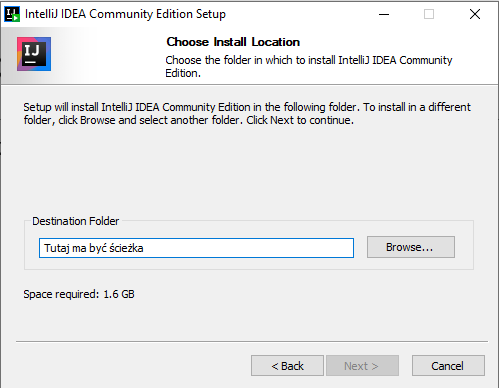 IntelliJ IDEA Community Edition Setup
IJ
Choose Install Location
Choose the folder in which to install IntelliJ IDEA Community
Edition.
Setup will install IntelliJ IDEA Community Edition in the following folder. To install in a different
folder, click Browse and select another folder. Click Next to continue.
Destination Folder
Tutaj ma być ścieżka
Browse...
Space required: 1.6 GB
< Back
Next >
Cancel